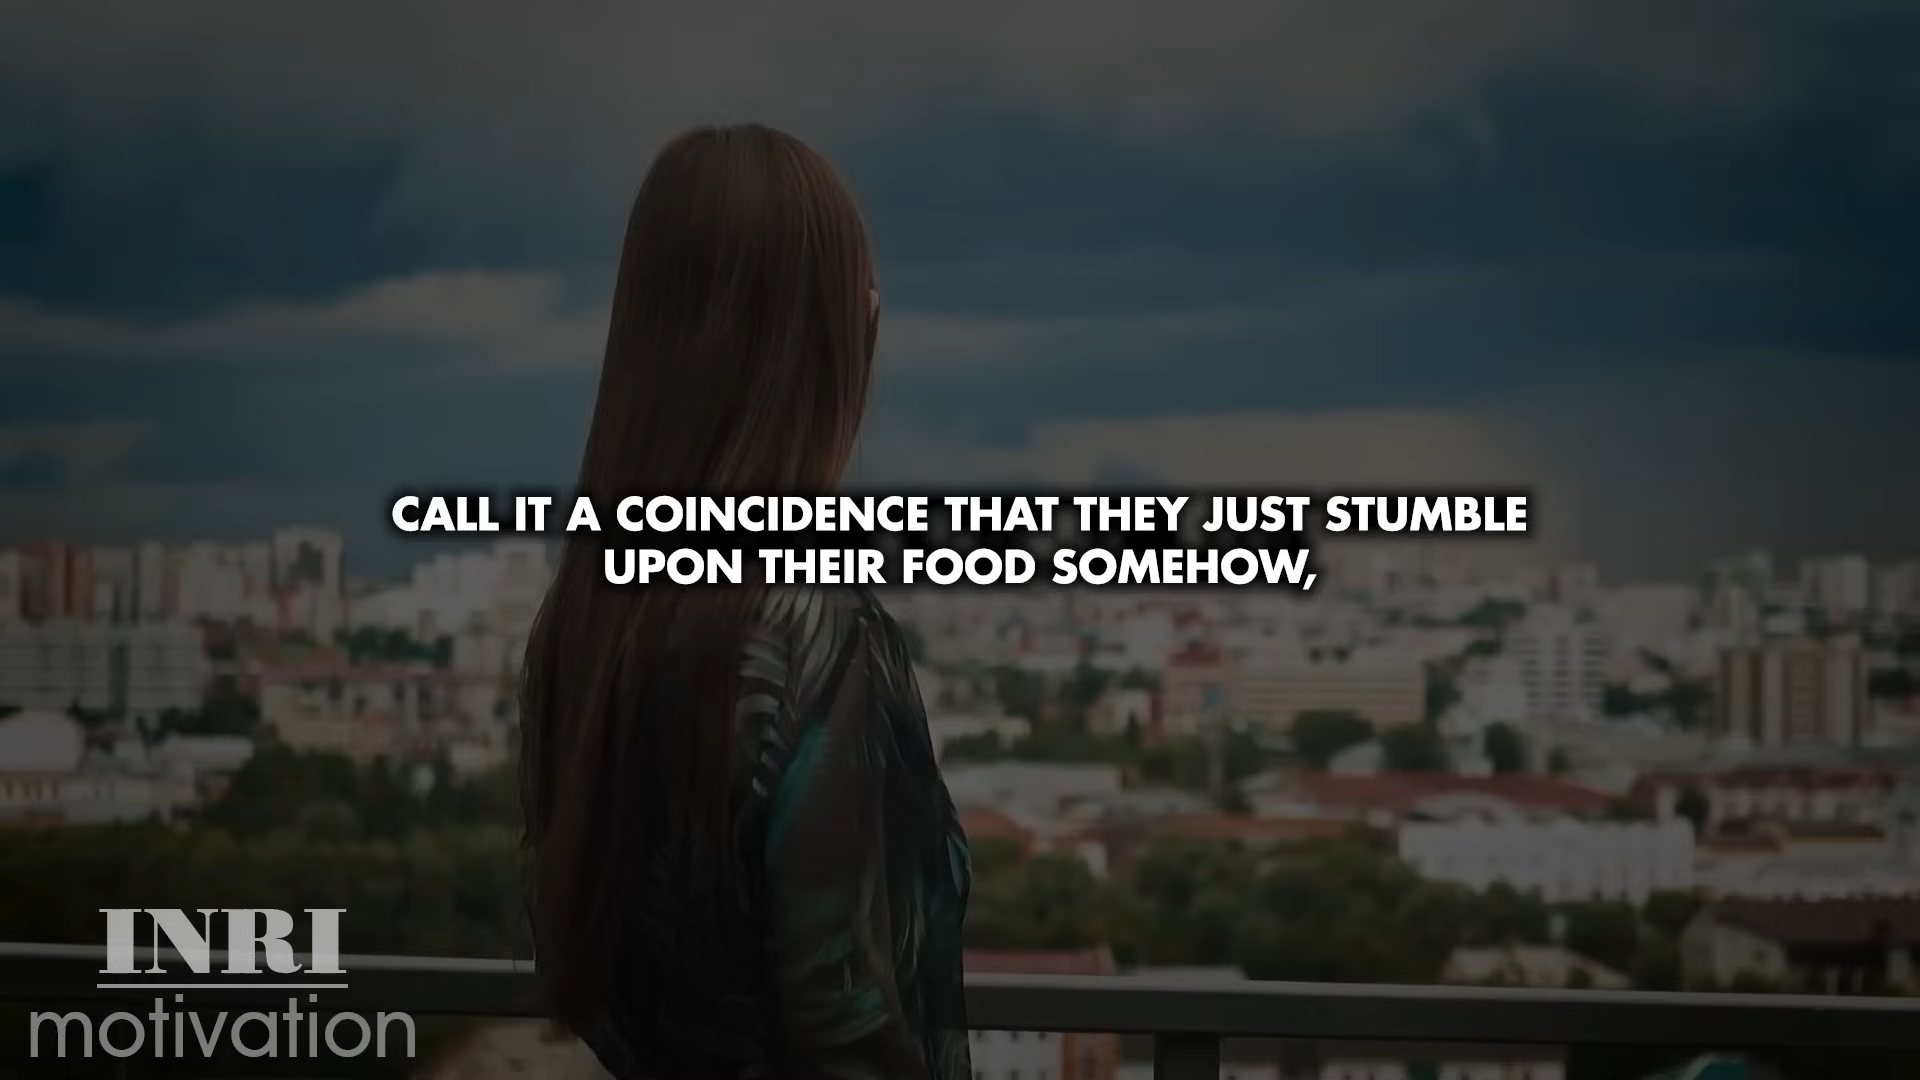 CALL IT A COINCIDENCE THAT THEY JUST STUMBLE
UPON THEIR FOOD SOMEHOW,
INRI
motivation